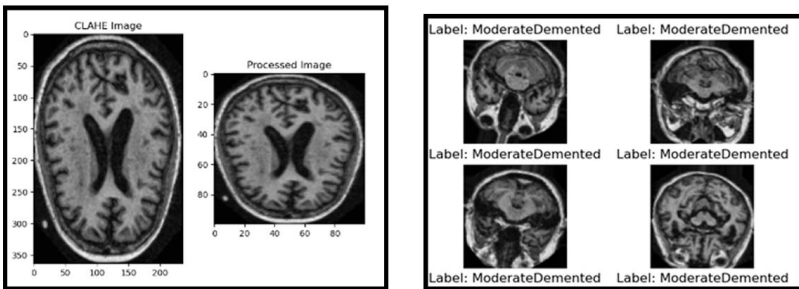 CLAHE Image
0
50
100
150
200
250
300
350
0 50 100 150 200
Processed Image
0
20
40
60
80
0 20 40 60 80
Label: ModerateDemented Label: ModerateDemented
Label: ModerateDemented Label: ModerateDemented
Label: ModerateDemented Label: ModerateDemented